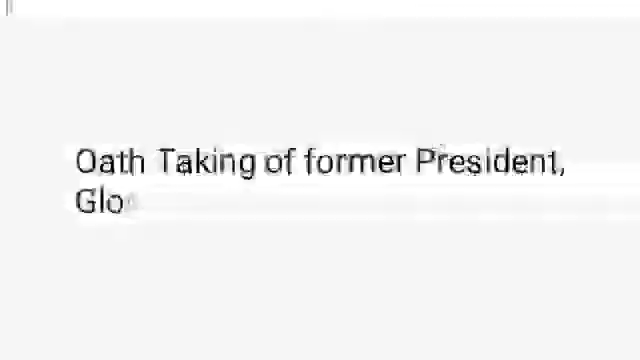 Oath Taking of former President,
Glo